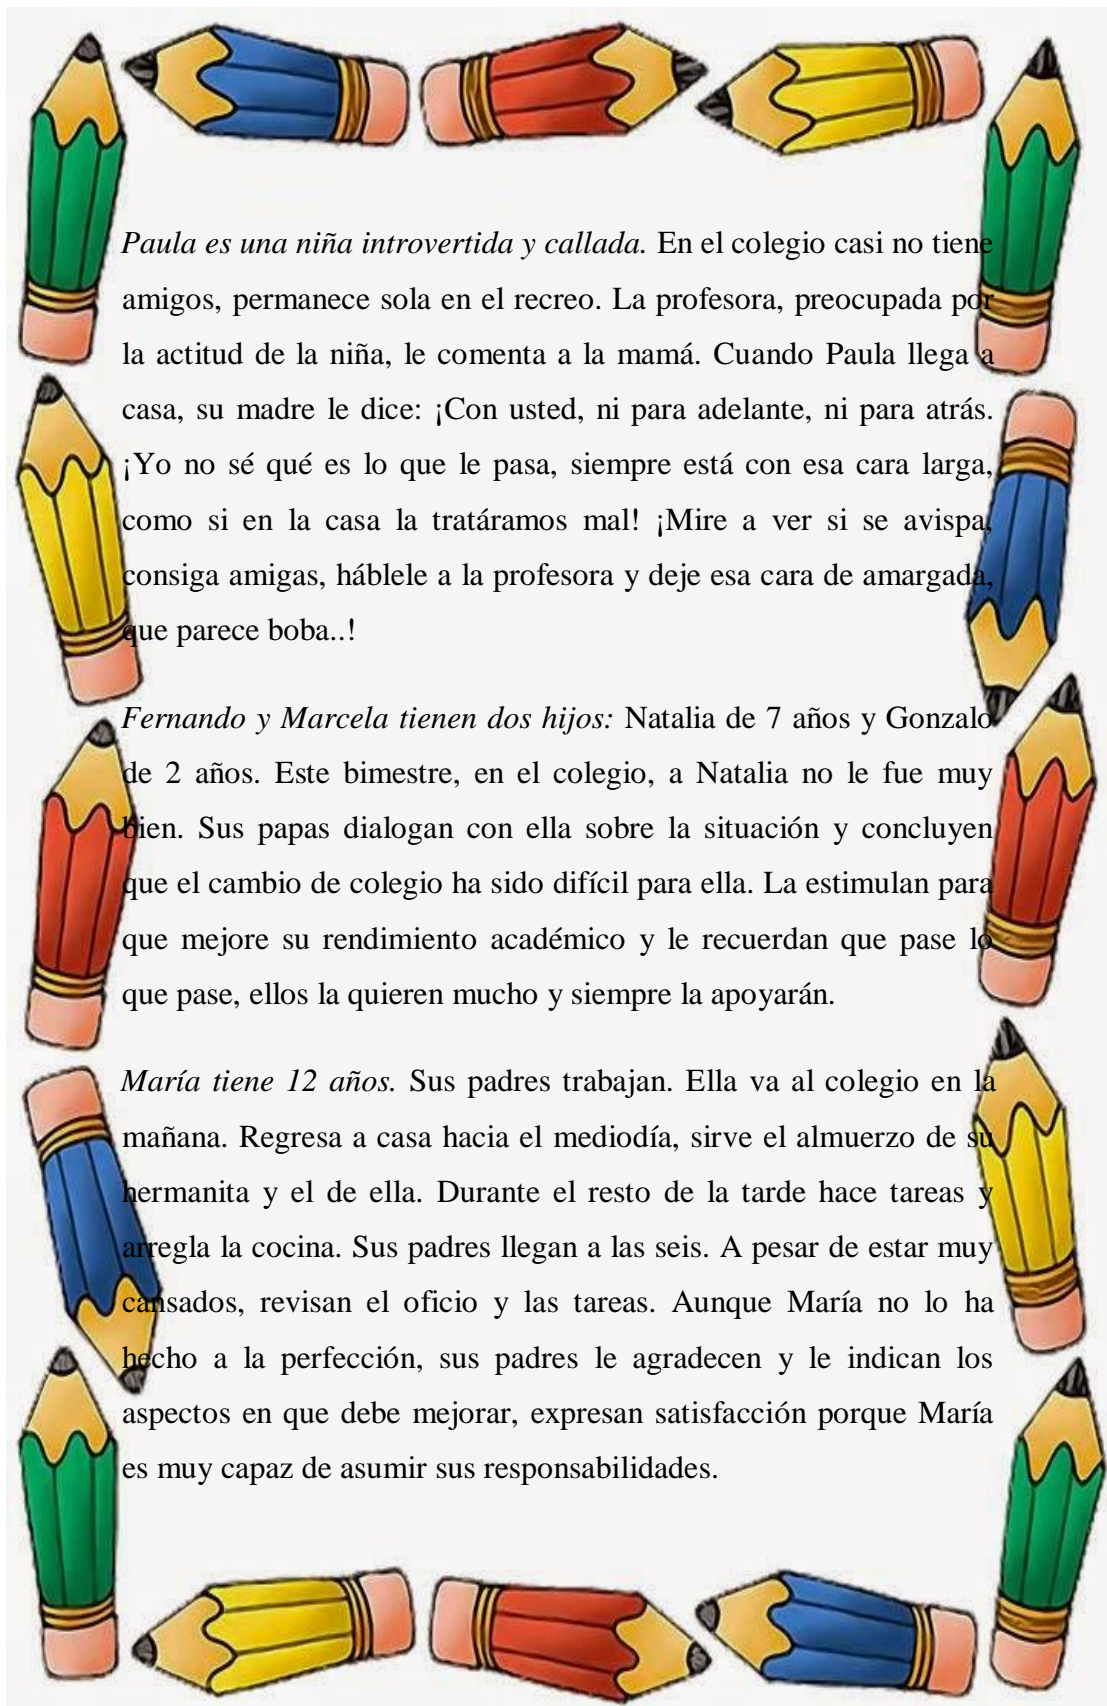 Paula es una niña introvertida y callada. En el colegio casi no tiene
amigos, permanece sola en el recreo. La profesora, preocupada por
la actitud de la niña, le comenta a la mamá. Cuando Paula llega a
casa, su madre le dice: ¡Con usted, ni para adelante, ni para atrás.
¡Yo no sé qué es lo que le pasa, siempre está con esa cara larga,
como si en la casa la tratáramos mal! ¡Mire a ver si se avispa,
consiga amigas, háblele a la profesora y deje esa cara de amargada,
que parece boba..!
Fernando y Marcela tienen dos hijos: Natalia de 7 años y Gonzalo
de 2 años. Este bimestre, en el colegio, a Natalia no le fue muy
bien. Sus papas dialogan con ella sobre la situación y concluyen
que el cambio de colegio ha sido difícil para ella. La estimulan para
que mejore su rendimiento académico y le recuerdan que pase lo
que pase, ellos la quieren mucho y siempre la apoyarán.
María tiene 12 años. Sus padres trabajan. Ella va al colegio en la
mañana. Regresa a casa hacia el mediodía, sirve el almuerzo de su
hermanita y el de ella. Durante el resto de la tarde hace tareas y
arregla la cocina. Sus padres llegan a las seis. A pesar de estar muy
cansados, revisan el oficio y las tareas. Aunque María no lo ha
hecho a la perfección, sus padres le agradecen y le indican los
aspectos en que debe mejorar, expresan satisfacción porque María
es muy capaz de asumir sus responsabilidades.